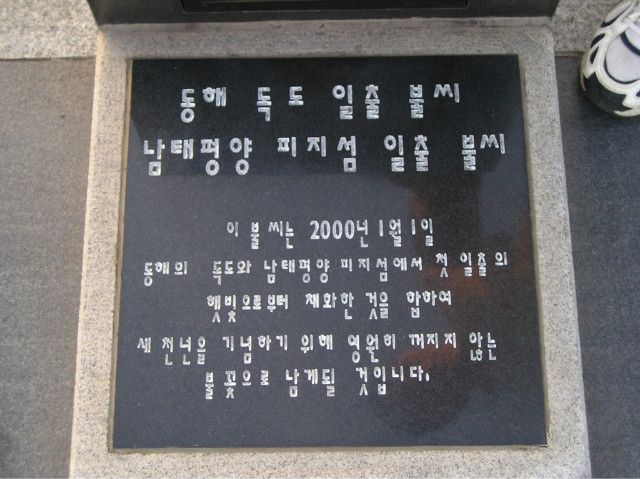 동해 독도 일출 불씨
남태평양 피지섬 일출 불씨
이 불씨는 2000년 1월 1일
동해의 독도와 남태평양 피지섬에서 첫 일출의
햇빛으로부터 채화한 것을 합하여
새 천년을 기념하기 위해 영원히 꺼지지 않는
불꽃으로 남게될 것입니다.